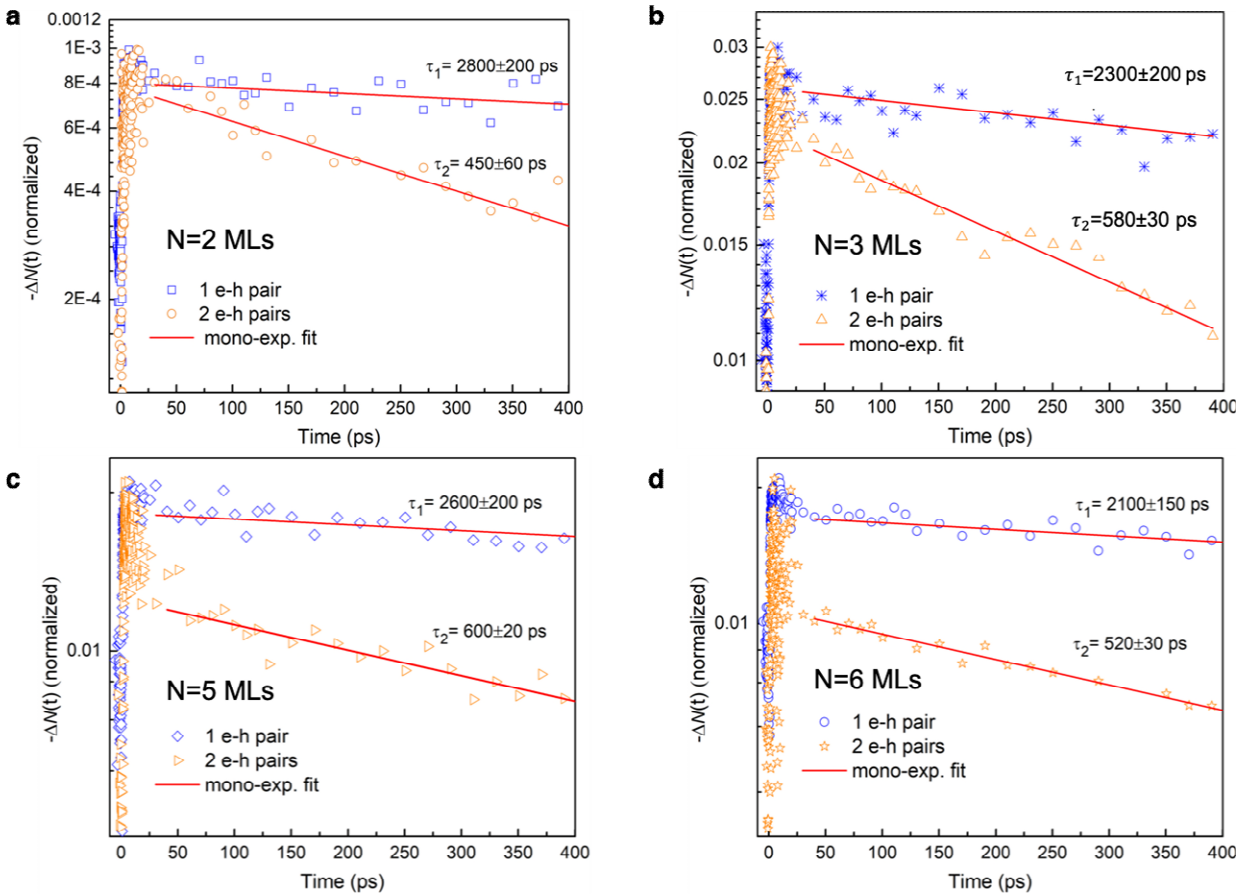 a
0.0012
1E-3
8E-4
6E-4
4E-4
2E-4
-ΔN(t) (normalized)
τ1 = 2800±200 ps
τ2 = 450±60 ps
N=2 MLs
1 e-h pair
2 e-h pairs
mono-exp. fit
0 50 100 150 200 250 300 350 400
Time (ps)
b
0.03
0.025
0.02
0.015
0.01
-ΔN(t) (normalized)
τ1 = 2300±200 ps
τ2 = 580±30 ps
N=3 MLs
1 e-h pair
2 e-h pairs
mono-exp. fit
0 50 100 150 200 250 300 350 400
Time (ps)
c
0.01
-ΔN(t) (normalized)
τ1 = 2600±200 ps
τ2 = 600±20 ps
N=5 MLs
1 e-h pair
2 e-h pairs
mono-exp. fit
0 50 100 150 200 250 300 350 400
Time (ps)
d
0.01
-ΔN(t) (normalized)
τ1 = 2100±150 ps
τ2 = 520±30 ps
N=6 MLs
1 e-h pair
2 e-h pairs
mono-exp. fit
0 50 100 150 200 250 300 350 400
Time (ps)